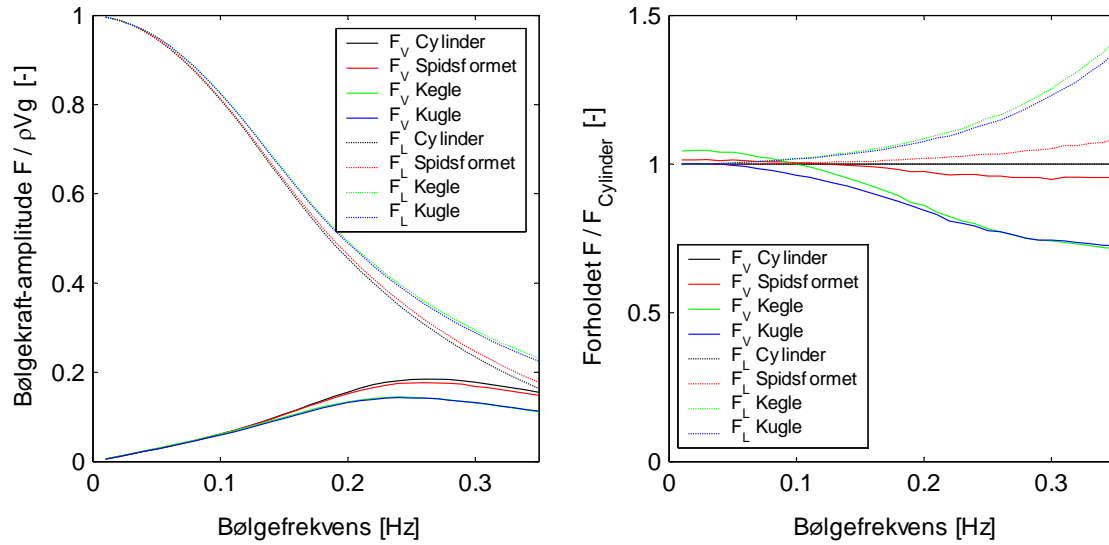 1
0.8
0.6
0.4
0.2
0
0
0.1
0.2
0.3
Bølgekraft-amplitude F / ρVg [-]
Bølgefrekvens [Hz]
F_V Cylinder
F_V Spidsformet
F_V Kegle
F_V Kugle
F_L Cylinder
F_L Spidsformet
F_L Kegle
F_L Kugle
1.5
1
0.5
0
0
0.1
0.2
0.3
Forholdet F / F_Cylinder [-]
Bølgefrekvens [Hz]
F_V Cylinder
F_V Spidsformet
F_V Kegle
F_V Kugle
F_L Cylinder
F_L Spidsformet
F_L Kegle
F_L Kugle